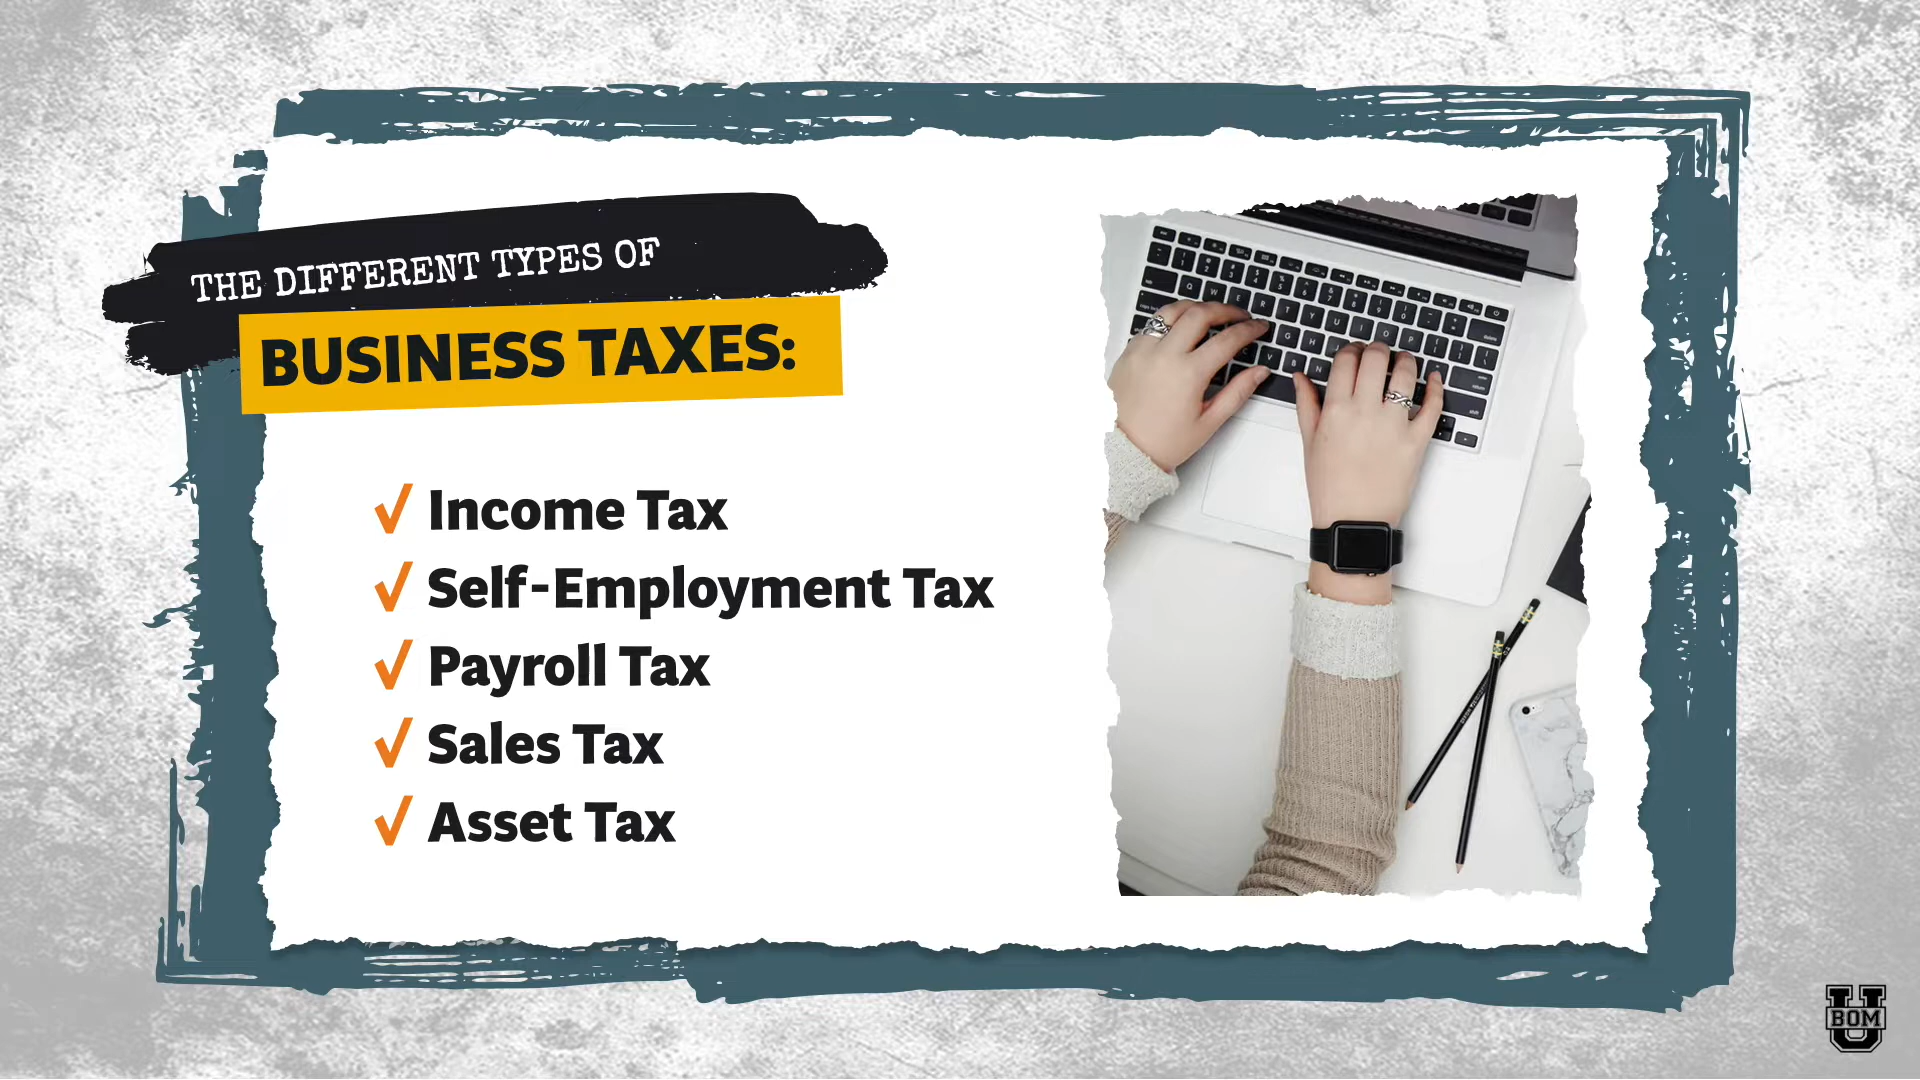 THE DIFFERENT TYPES OF
BUSINESS TAXES:
✓ Income Tax
✓ Self-Employment Tax
✓ Payroll Tax
✓ Sales Tax
✓ Asset Tax
U
BOM